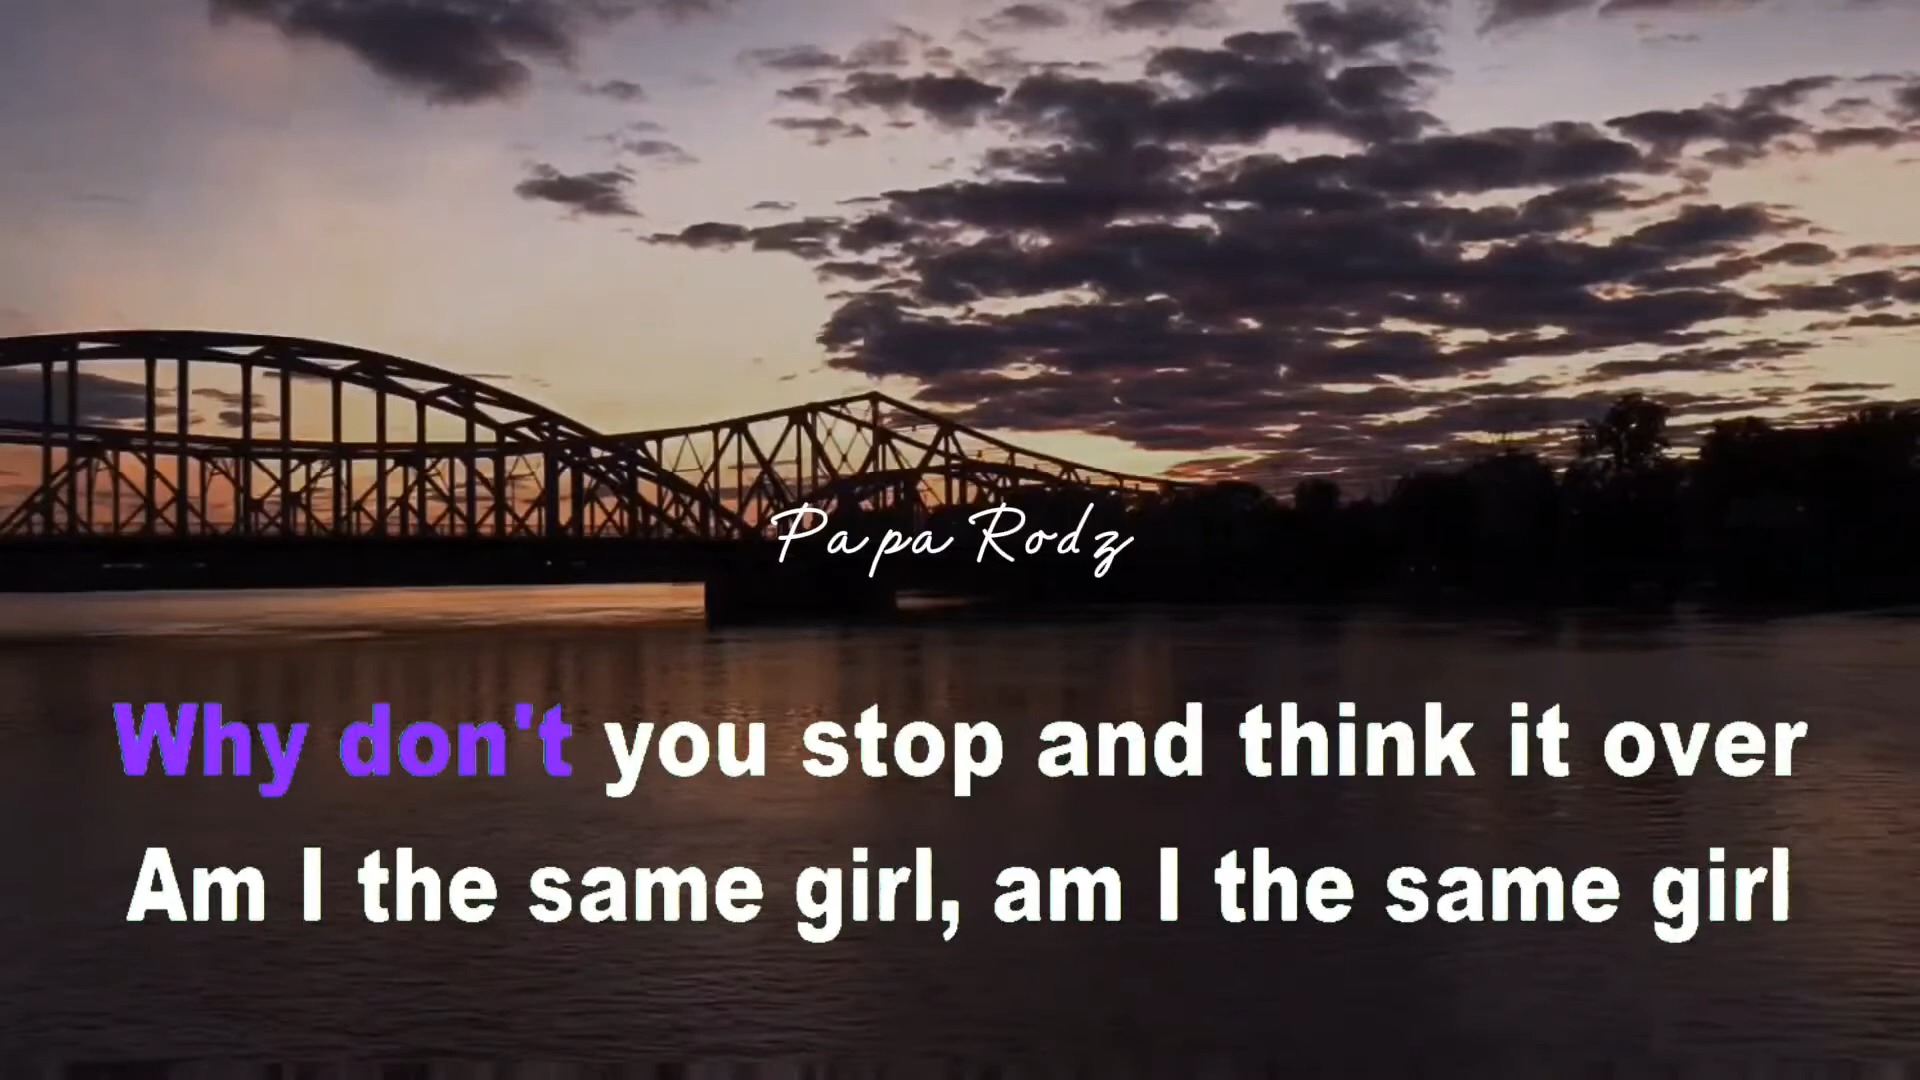 Papa Rodz
Why don't you stop and think it over
Am I the same girl, am I the same girl